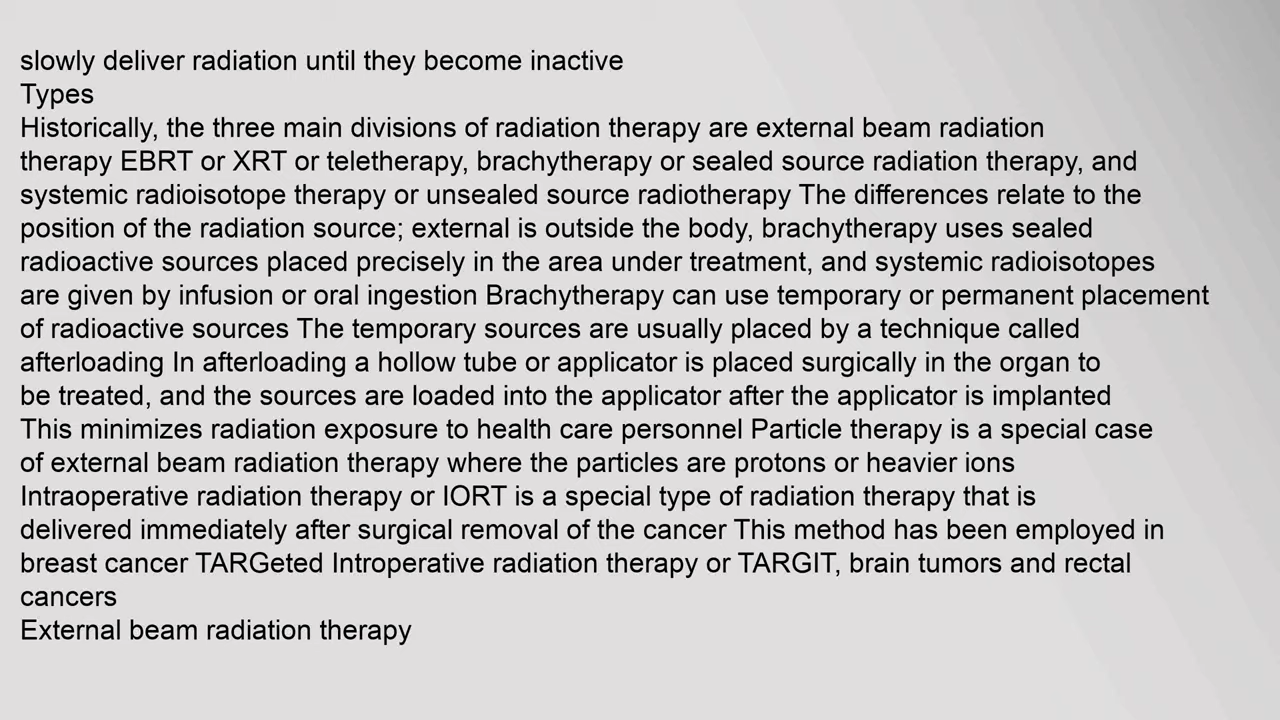 slowly deliver radiation until they become inactive
Types
Historically, the three main divisions of radiation therapy are external beam radiation
therapy EBRT or XRT or teletherapy, brachytherapy or sealed source radiation therapy, and
systemic radioisotope therapy or unsealed source radiotherapy The differences relate to the
position of the radiation source; external is outside the body, brachytherapy uses sealed
radioactive sources placed precisely in the area under treatment, and systemic radioisotopes
are given by infusion or oral ingestion Brachytherapy can use temporary or permanent placement
of radioactive sources The temporary sources are usually placed by a technique called
afterloading In afterloading a hollow tube or applicator is placed surgically in the organ to
be treated, and the sources are loaded into the applicator after the applicator is implanted
This minimizes radiation exposure to health care personnel Particle therapy is a special case
of external beam radiation therapy where the particles are protons or heavier ions
Intraoperative radiation therapy or IORT is a special type of radiation therapy that is
delivered immediately after surgical removal of the cancer This method has been employed in
breast cancer TARGeted Introperative radiation therapy or TARGIT, brain tumors and rectal
cancers
External beam radiation therapy